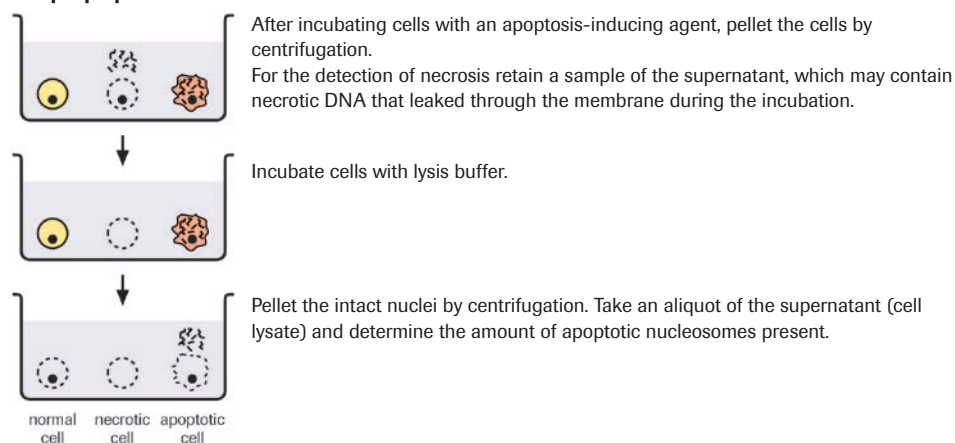 After incubating cells with an apoptosis-inducing agent, pellet the cells by
centrifugation.
For the detection of necrosis retain a sample of the supernatant, which may contain
necrotic DNA that leaked through the membrane during the incubation.
Incubate cells with lysis buffer.
Pellet the intact nuclei by centrifugation. Take an aliquot of the supernatant (cell
lysate) and determine the amount of apoptotic nucleosomes present.
normal necrotic apoptotic
cell cell cell